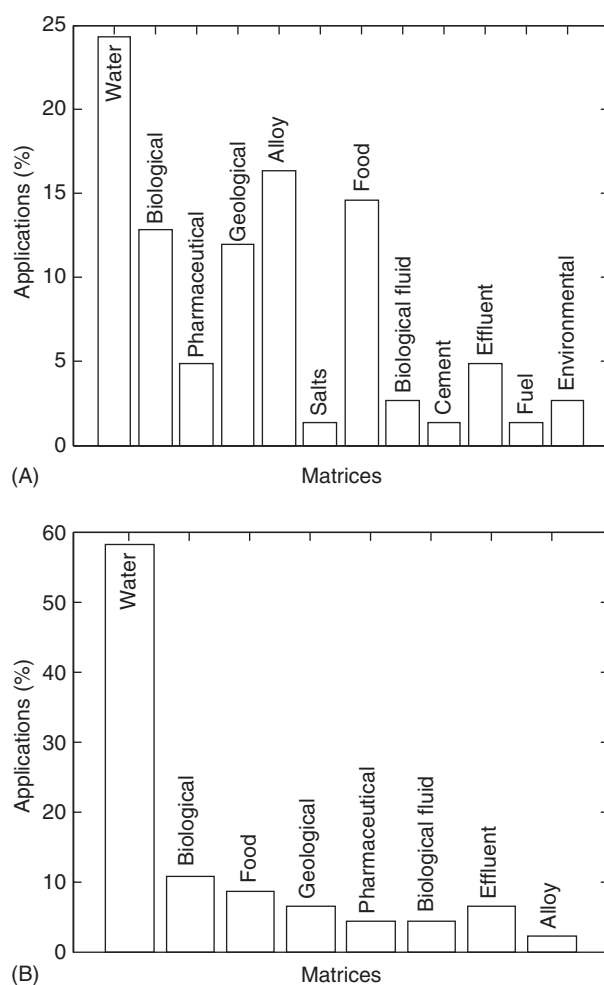 25
20
15
10
5
0
Applications (%)
Water
Biological
Pharmaceutical
Geological
Alloy
Salts
Food
Biological fluid
Cement
Effluent
Fuel
Environmental
(A)
Matrices
60
50
40
30
20
10
0
Applications (%)
Water
Biological
Food
Geological
Pharmaceutical
Biological fluid
Effluent
Alloy
(B)
Matrices